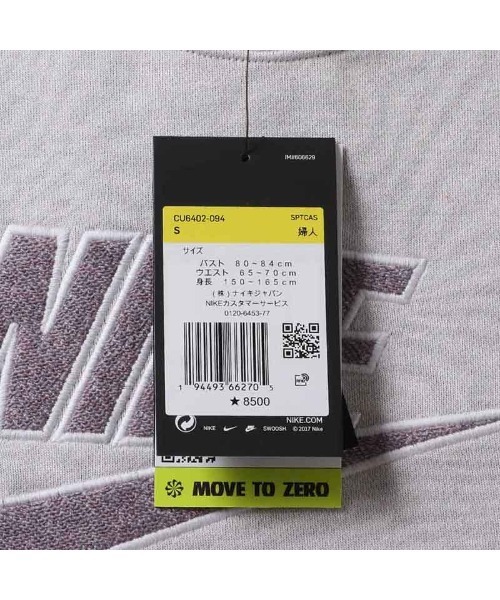 IM#606629
CU6402-094 SPTCAS
S 婦人
サイズ
バスト 80~84cm
ウエスト 65~70cm
身長 150~165cm
(株)ナイキジャパン
NIKEカスタマーサービス
0120-6453-77
1 94493 66270 5
★8500
NIKE.COM
NIKE SWOOSH © 2017 Nike
MOVE TO ZERO
NIKE